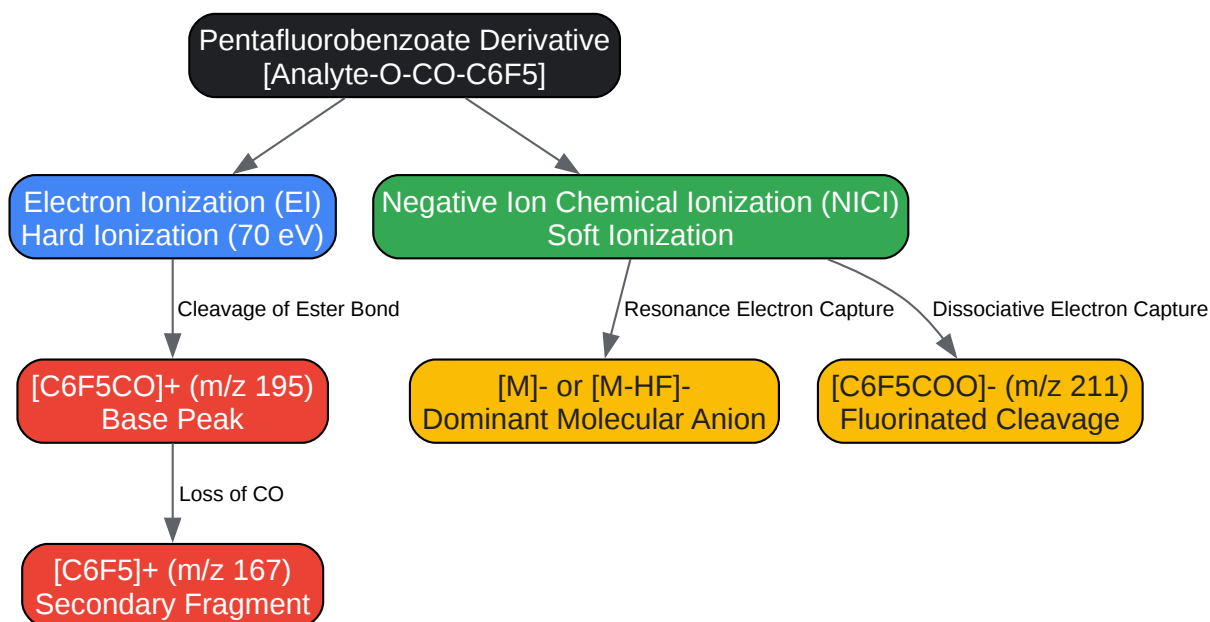 Pentafluorobenzoate Derivative
[Analyte-O-CO-C6F5]
Electron Ionization (EI)
Hard Ionization (70 eV)
Negative Ion Chemical Ionization (NICI)
Soft Ionization
Cleavage of Ester Bond
Resonance Electron Capture
Dissociative Electron Capture
[C6F5CO]+ (m/z 195)
Base Peak
[M]- or [M-HF]-
Dominant Molecular Anion
[C6F5COO]- (m/z 211)
Fluorinated Cleavage
Loss of CO
[C6F5]+ (m/z 167)
Secondary Fragment